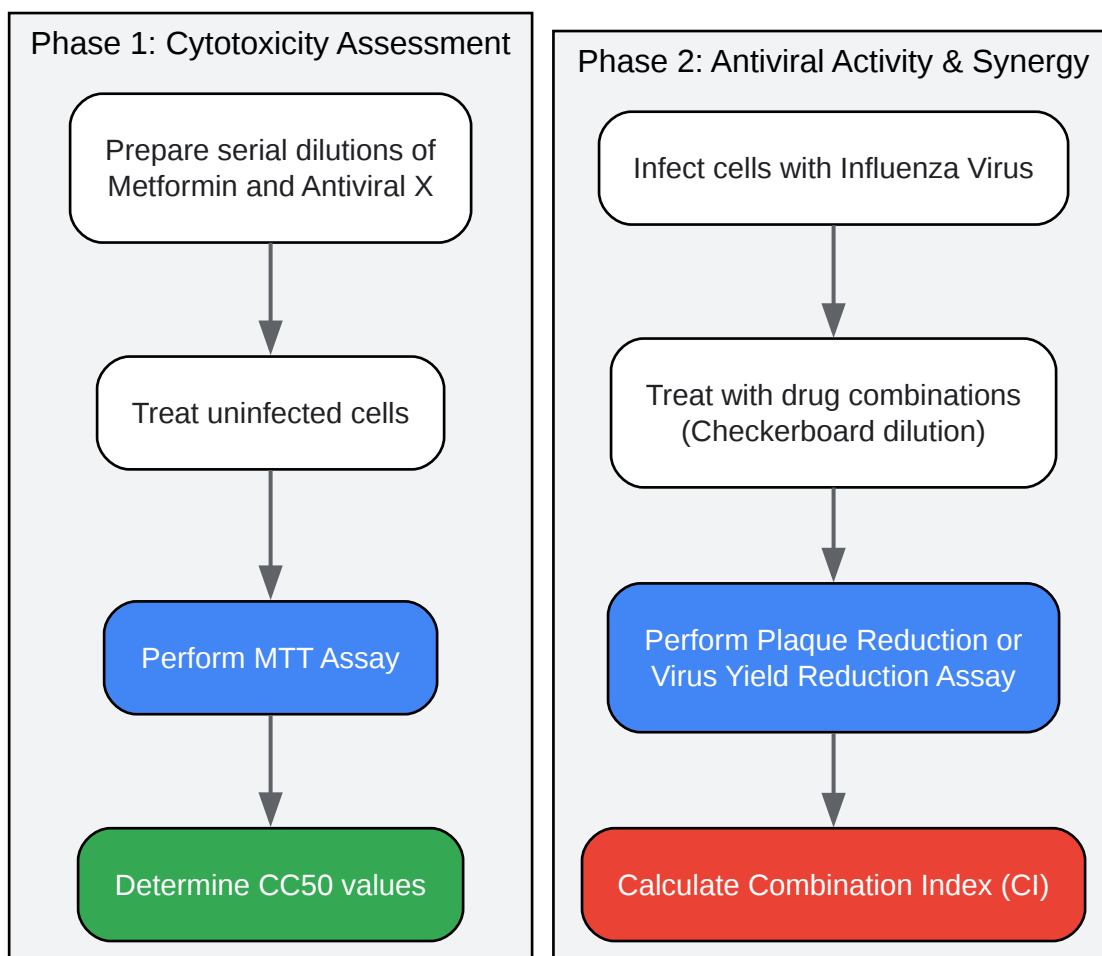 Phase 1: Cytotoxicity Assessment
Prepare serial dilutions of
Metformin and Antiviral X
Treat uninfected cells
Perform MTT Assay
Determine CC50 values
Phase 2: Antiviral Activity & Synergy
Infect cells with Influenza Virus
Treat with drug combinations
(Checkerboard dilution)
Perform Plaque Reduction or
Virus Yield Reduction Assay
Calculate Combination Index (CI)